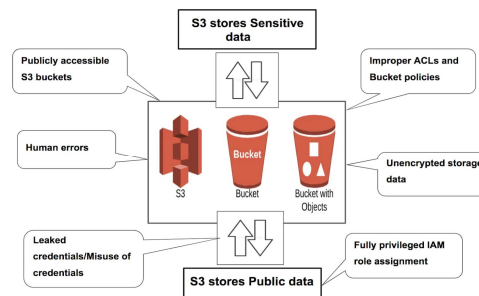 S3 stores Sensitive
data
Publicly accessible
S3 buckets
Improper ACLs and
Bucket policies
Human errors
Bucket
S3
Bucket
Bucket with
Objects
Unencrypted storage
data
Leaked
credentials/Misuse of
credentials
Fully privileged IAM
role assignment
S3 stores Public data